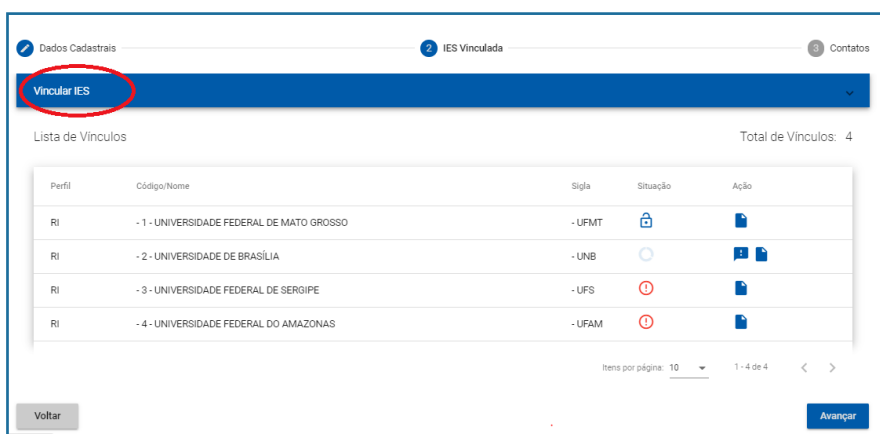 Dados Cadastrais 2 IES Vinculada 3 Contatos
Vincular IES
Lista de Vínculos Total de Vínculos: 4
Perfil Código/Nome Sigla Situação Ação
RI - 1 - UNIVERSIDADE FEDERAL DE MATO GROSSO - UFMT
RI - 2 - UNIVERSIDADE DE BRASÍLIA - UNB
RI - 3 - UNIVERSIDADE FEDERAL DE SERGIPE - UFS
RI - 4 - UNIVERSIDADE FEDERAL DO AMAZONAS - UFAM
Itens por página: 10 1 - 4 de 4
Voltar Avançar